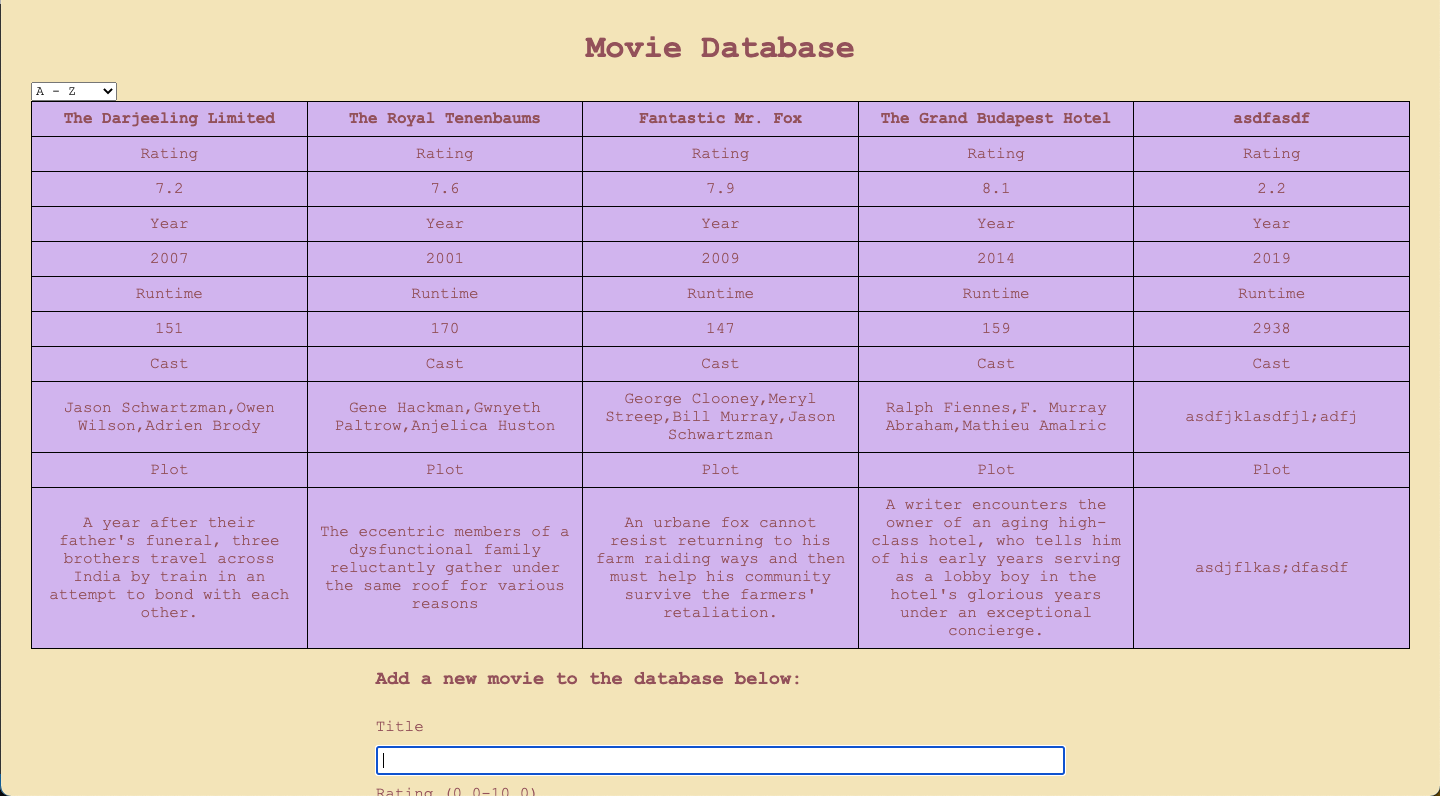 Movie Database
A - Z
The Darjeeling Limited The Royal Tenenbaums Fantastic Mr. Fox The Grand Budapest Hotel asdfasdf
Rating Rating Rating Rating Rating
7.2 7.6 7.9 8.1 2.2
Year Year Year Year Year
2007 2001 2009 2014 2019
Runtime Runtime Runtime Runtime Runtime
151 170 147 159 2938
Cast Cast Cast Cast Cast
Jason Schwartzman,Owen
Wilson,Adrien Brody
Gene Hackman,Gwnyeth
Paltrow,Anjelica Huston
George Clooney,Meryl
Streep,Bill Murray,Jason
Schwartzman
Ralph Fiennes,F. Murray
Abraham,Mathieu Amalric
asdfjklasdfjl;adfj
Plot Plot Plot Plot Plot
A year after their
father's funeral, three
brothers travel across
India by train in an
attempt to bond with each
other.
The eccentric members of a
dysfunctional family
reluctantly gather under
the same roof for various
reasons
An urbane fox cannot
resist returning to his
farm raiding ways and then
must help his community
survive the farmers'
retaliation.
A writer encounters the
owner of an aging high-
class hotel, who tells him
of his early years serving
as a lobby boy in the
hotel's glorious years
under an exceptional
concierge.
asdjflkas;dfasdf
Add a new movie to the database below:
Title
Rating (0.0-10.0)